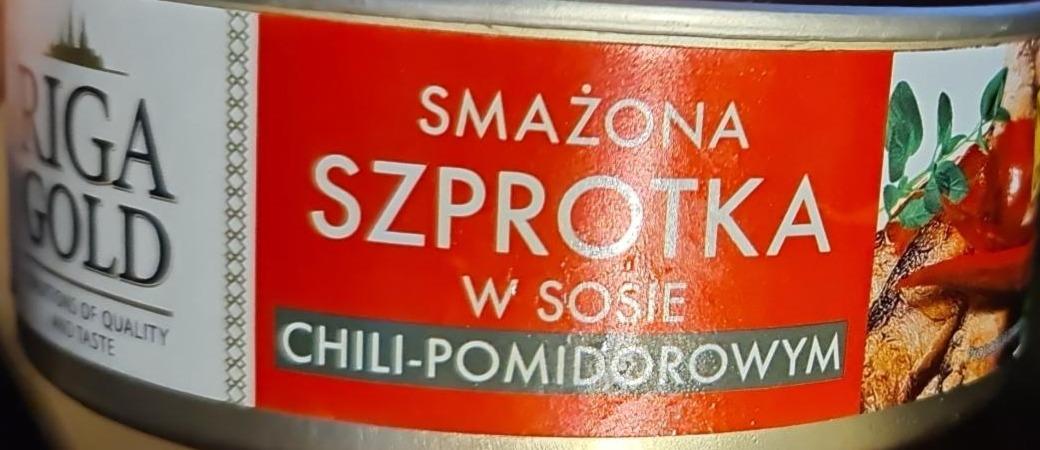 RIGA
GOLD
OF QUALITY
AND TASTE
SMAŻONA
SZPROTKA
W SOSIE
CHILI-POMIDOROWYM